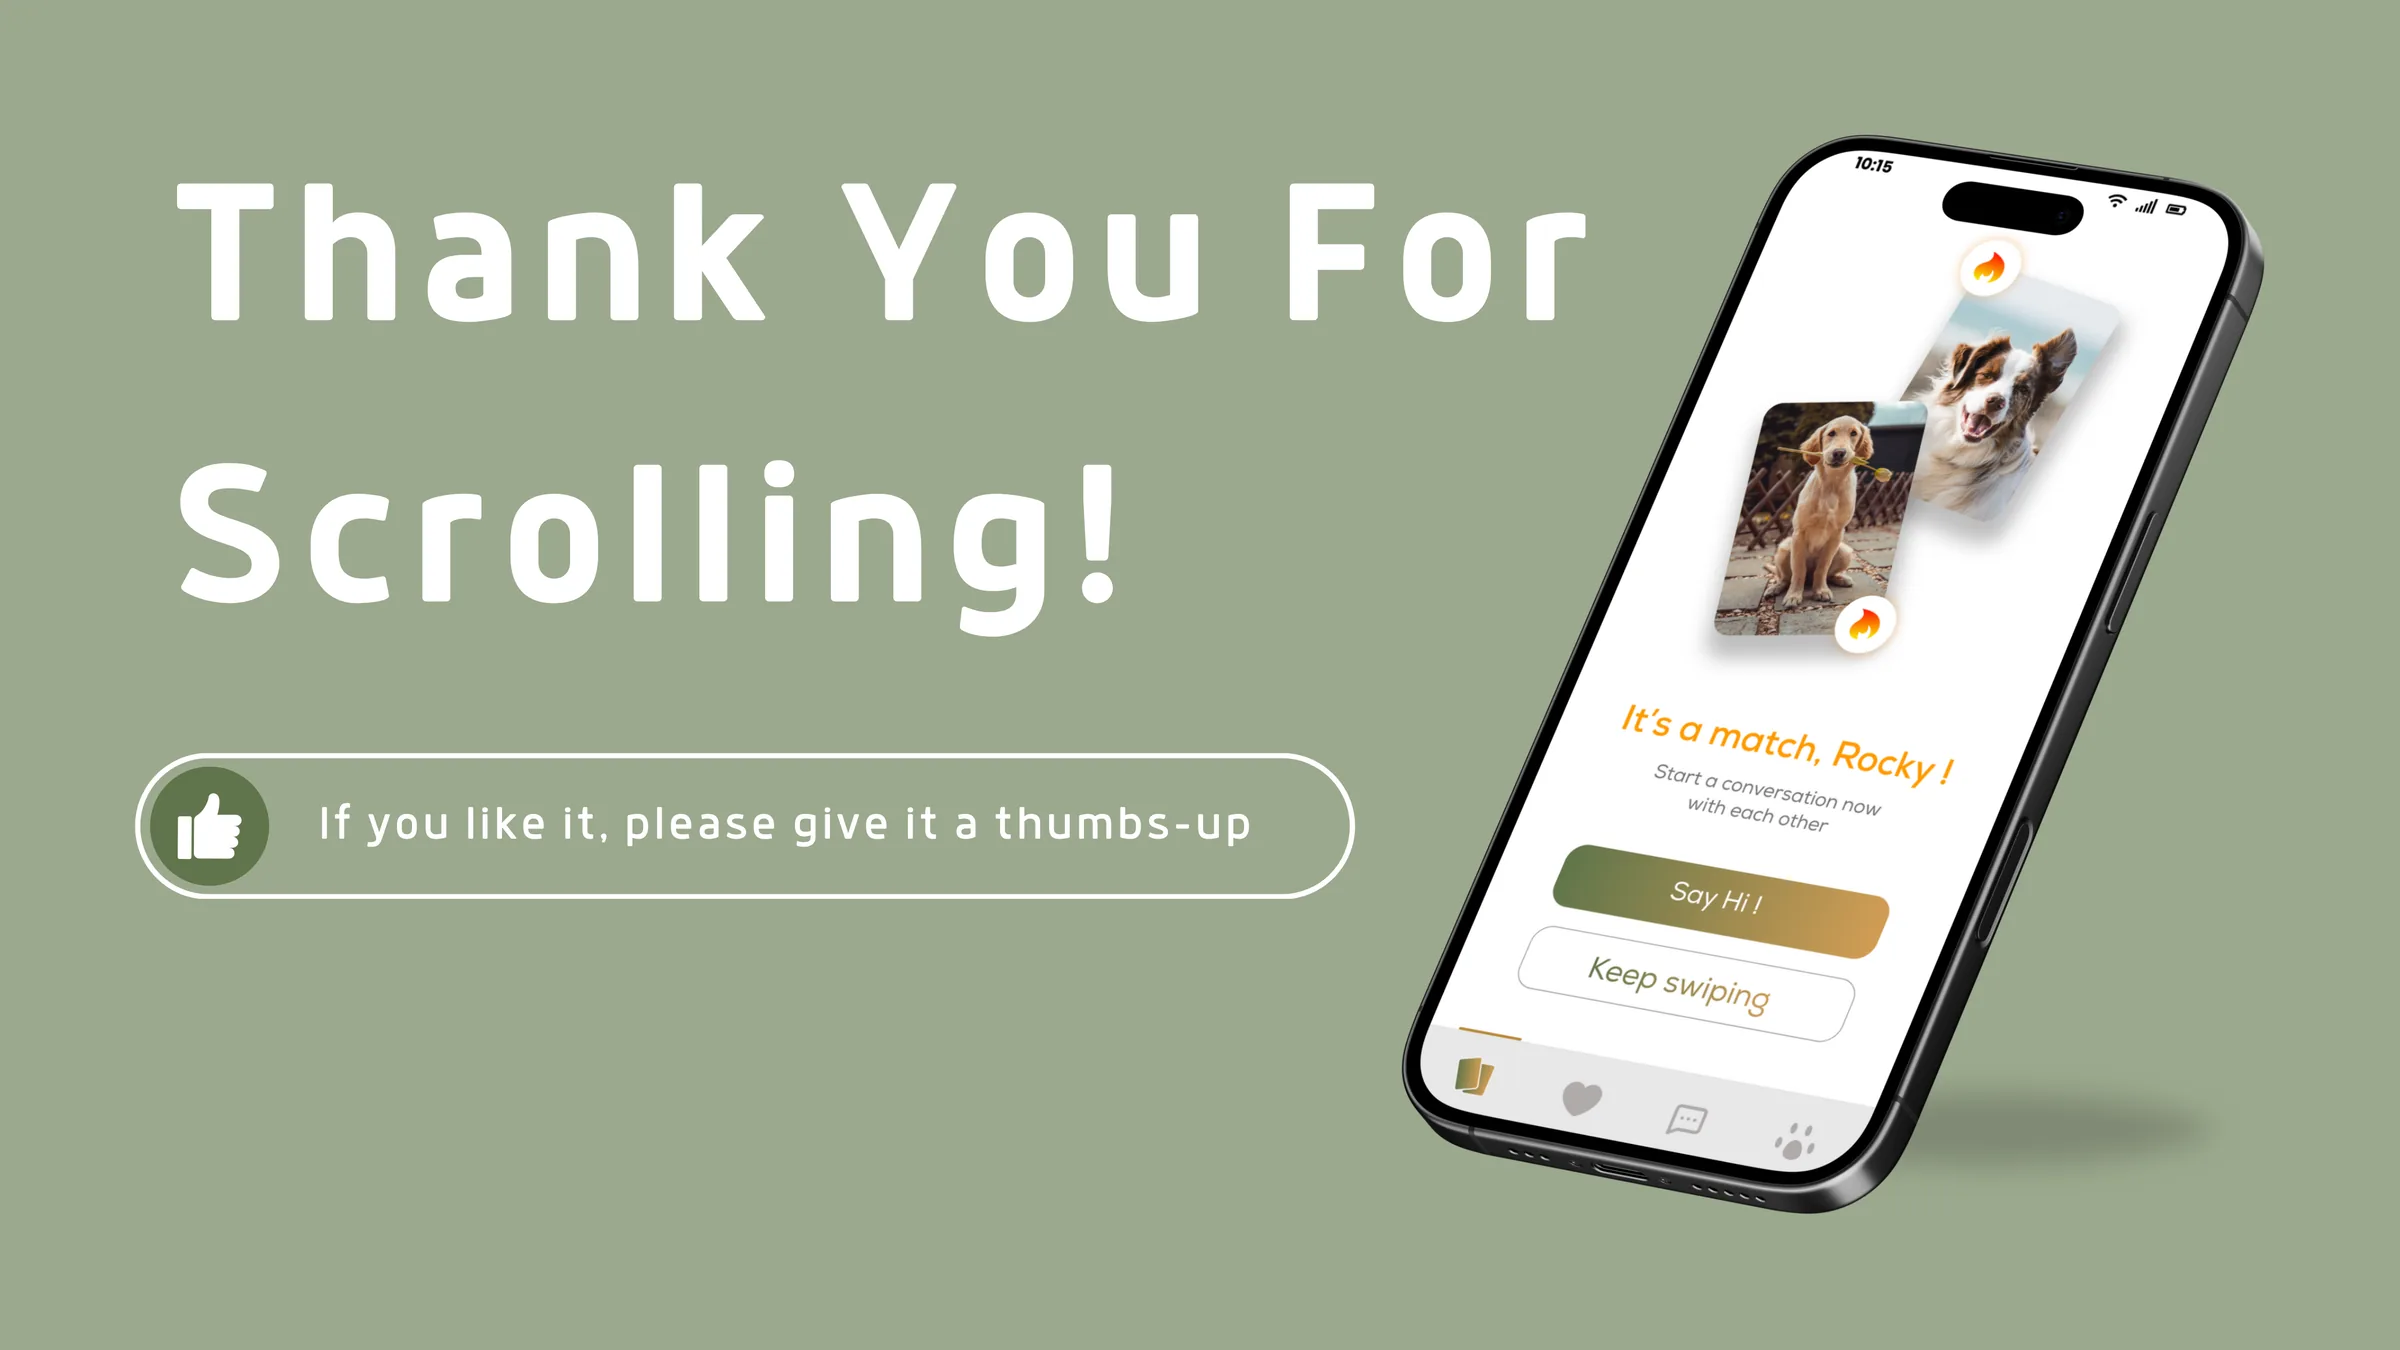 Thank You For
Scrolling!
If you like it, please give it a thumbs-up
10:15
It's a match, Rocky !
Start a conversation now
with each other
Say Hi !
Keep swiping